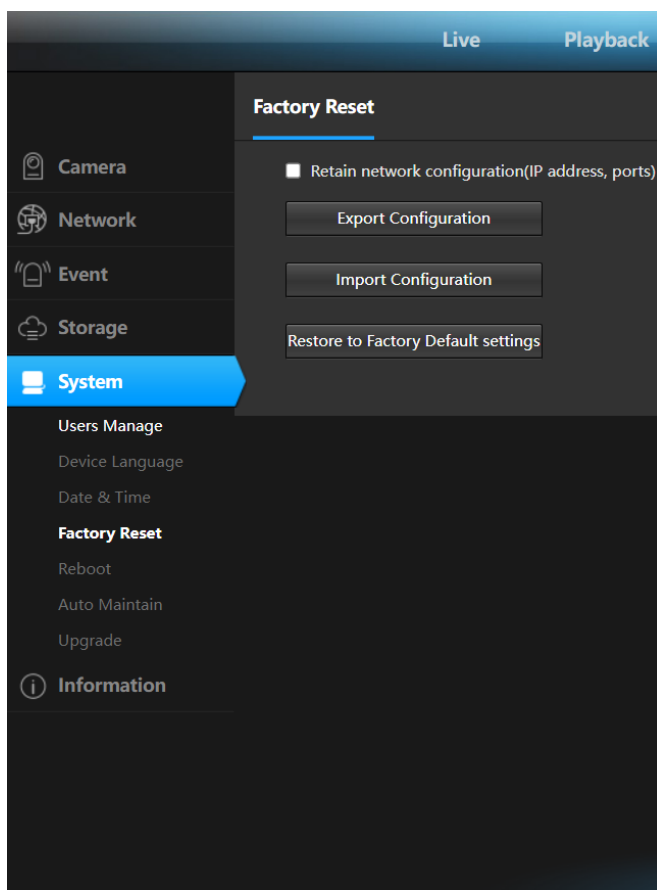 Live Playback
Factory Reset
Camera
Retain network configuration(IP address, ports)
Network
Export Configuration
Event
Import Configuration
Storage
Restore to Factory Default settings
System
Users Manage
Device Language
Date & Time
Factory Reset
Reboot
Auto Maintain
Upgrade
Information